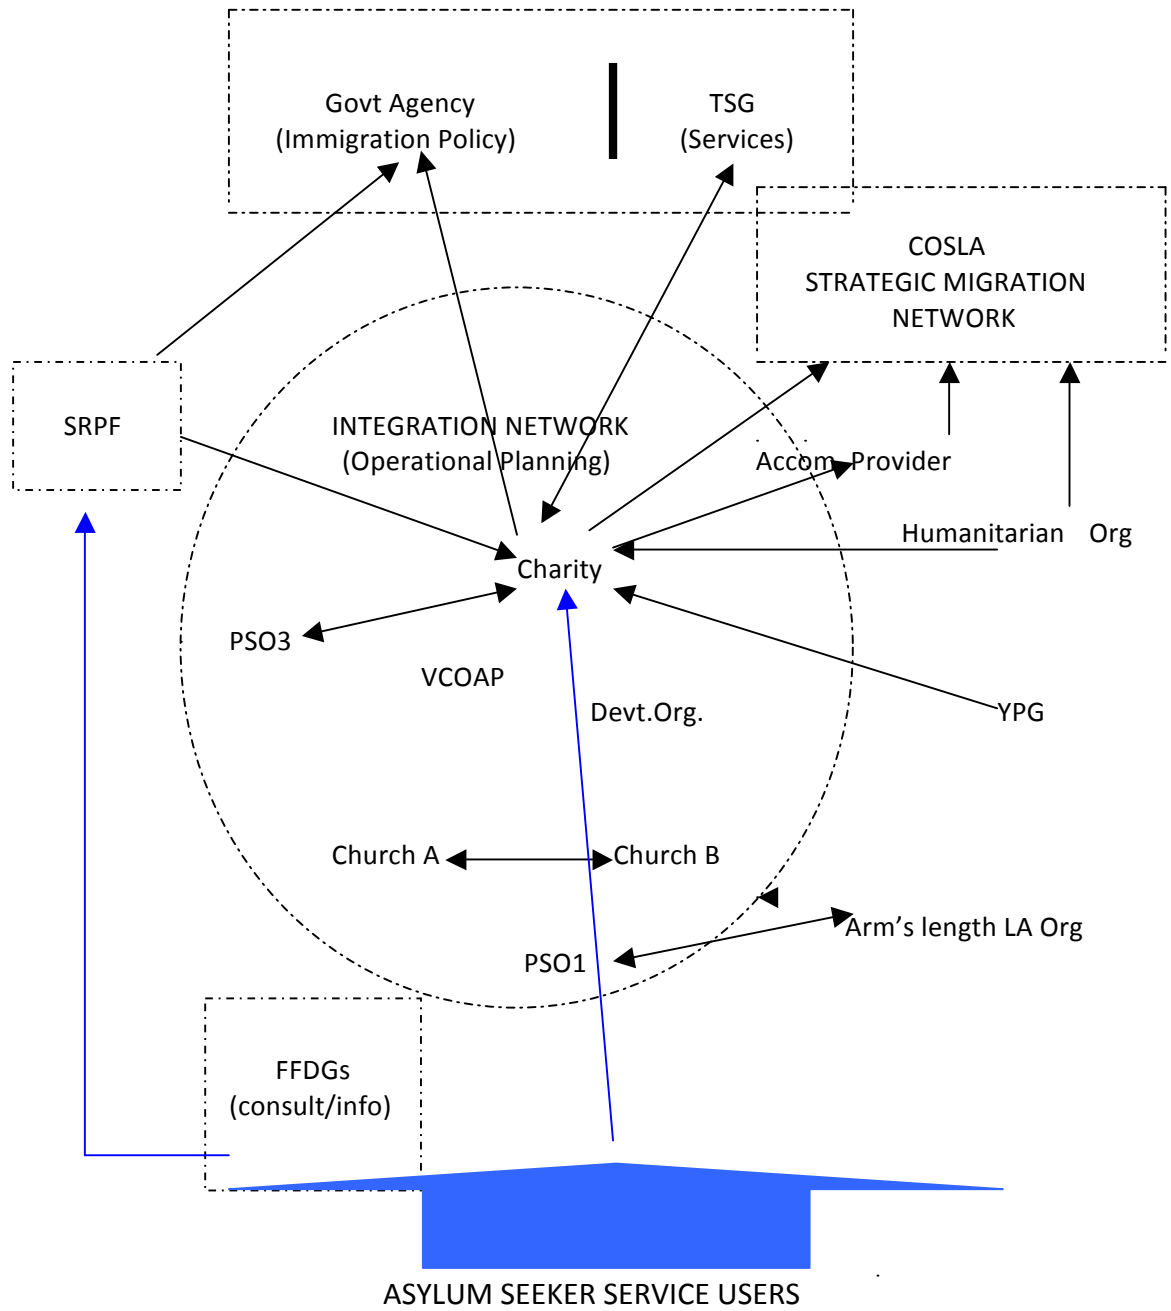 Govt Agency
(Immigration Policy)
TSG
(Services)
COSLA
STRATEGIC MIGRATION
NETWORK
SRPF
INTEGRATION NETWORK
(Operational Planning)
Accom. Provider
Humanitarian Org
Charity
PSO3
VCOAP
Devt.Org.
YPG
Church A
Church B
Arm’s length LA Org
PSO1
FFDGs
(consult/info)
ASYLUM SEEKER SERVICE USERS